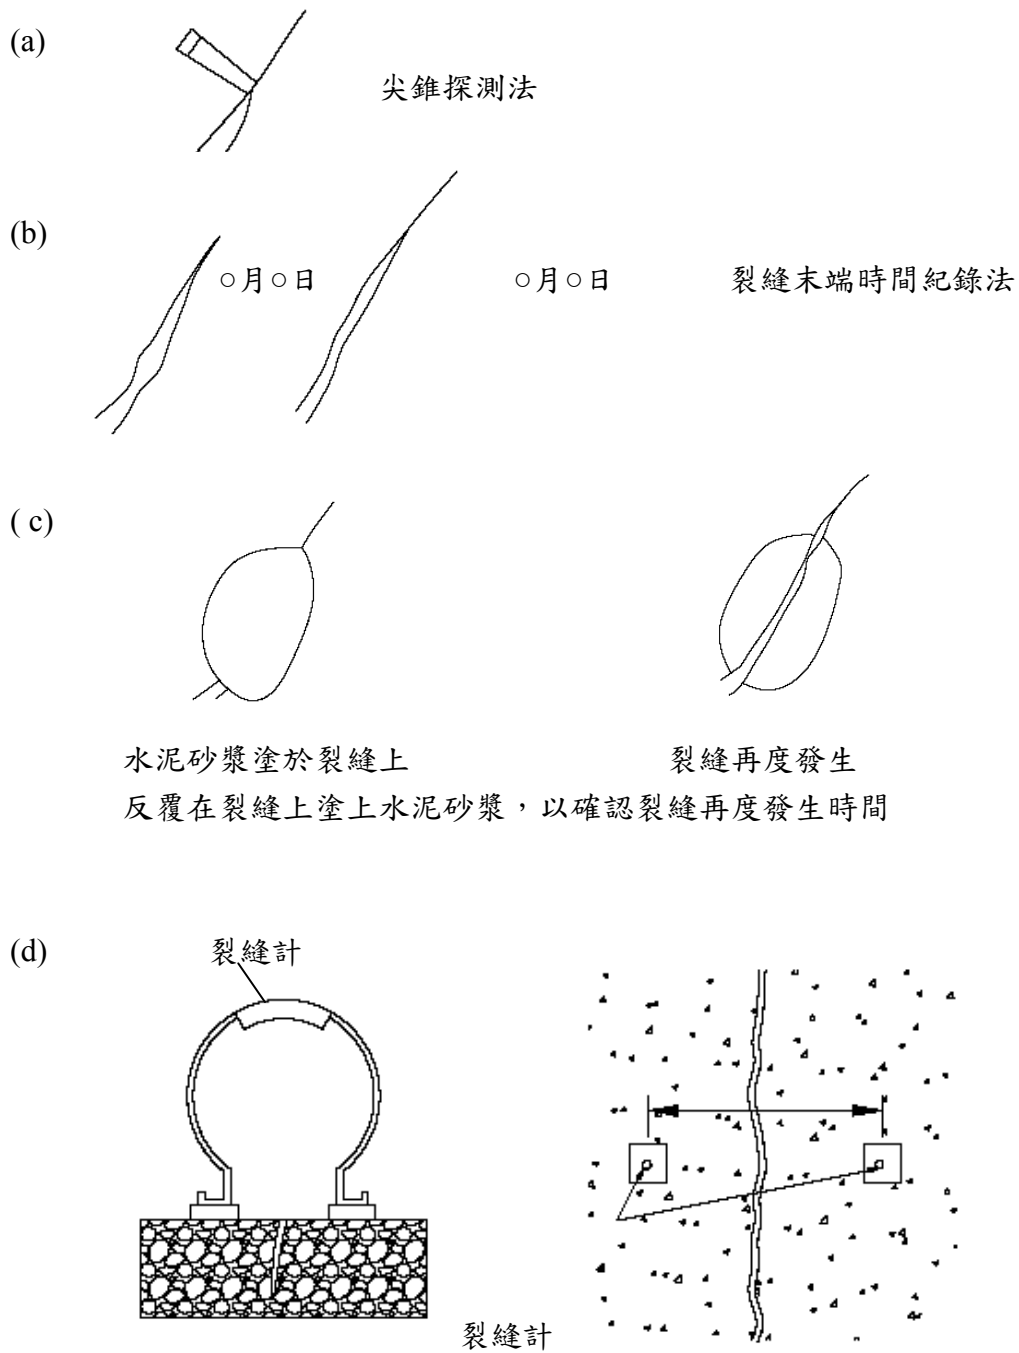 (a)
尖錐探測法
(b)
○月○日 ○月○日 裂縫末端時間紀錄法
( c)
水泥砂漿塗於裂縫上 裂縫再度發生
反覆在裂縫上塗上水泥砂漿，以確認裂縫再度發生時間
(d)
裂縫計
裂縫計